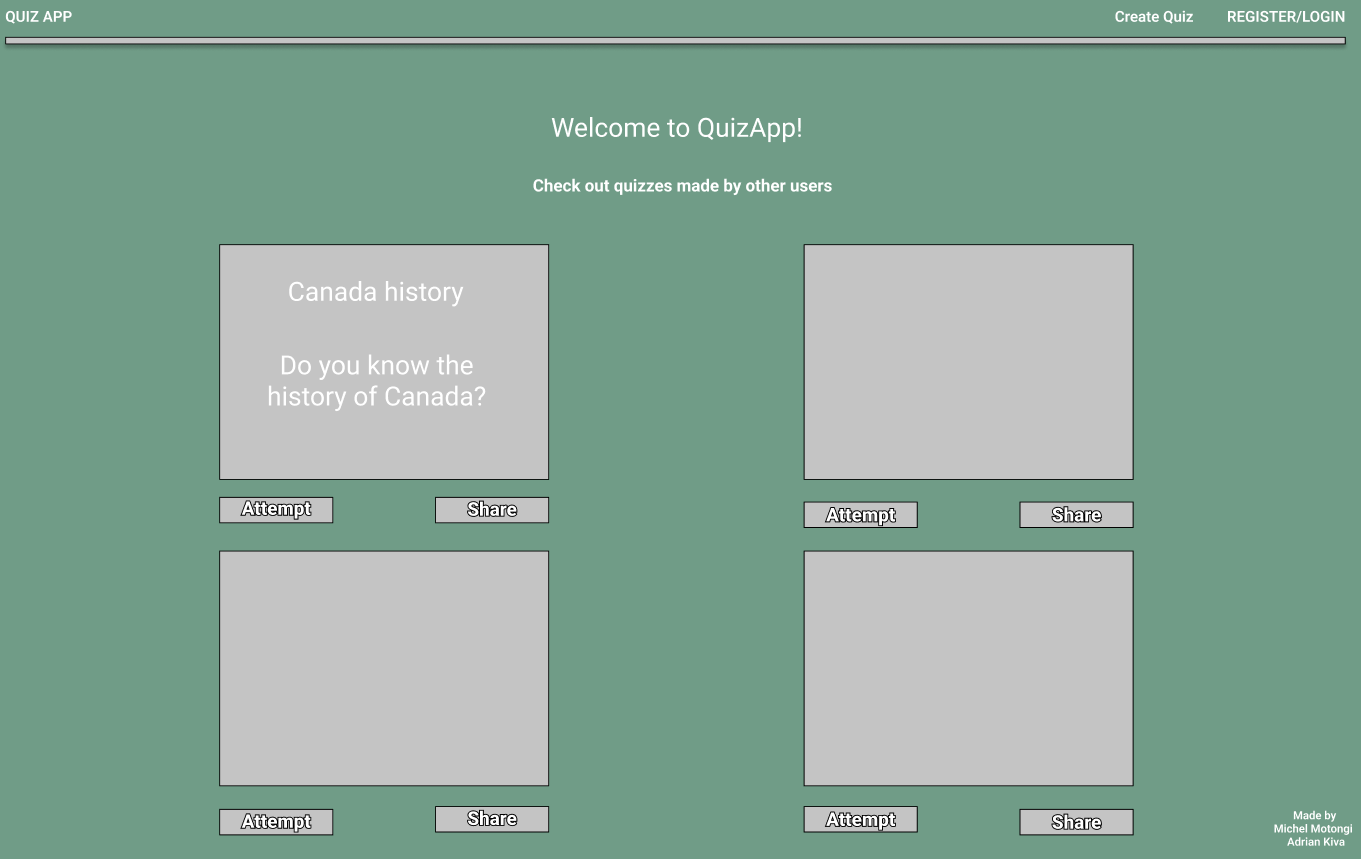 QUIZ APP
Create Quiz
REGISTER/LOGIN
Welcome to QuizApp!
Check out quizzes made by other users
Canada history
Do you know the
history of Canada?
Attempt
Share
Attempt
Share
Attempt
Share
Attempt
Share
Made by
Michel Motongi
Adrian Kiva